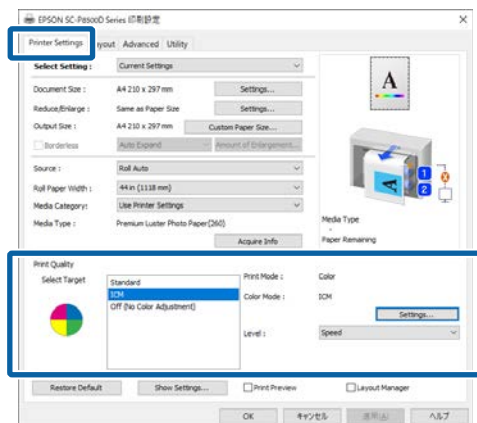 EPSON SC-P8500D Series 印刷設定
Printer Settings yout Advanced Utility
Select Setting : Current Settings
Document Size : A4 210 x 297 mm Settings...
Reduce/Enlarge : Same as Paper Size Settings...
Output Size : A4 210 x 297 mm Custom Paper Size...
Borderless Auto Expand Amount of Enlargement...
Source : Roll Auto
Roll Paper Width : 44 in (1118 mm)
Media Category: Use Printer Settings
Media Type : Premium Luster Photo Paper(260)
Acquire Info
A
A
1
2
Media Type
-
Paper Remaining
Print Quality
Select Target
Standard
ICM
Off (No Color Adjustment)
Print Mode : Color
Color Mode : ICM
Settings...
Level : Speed
Restore Default Show Settings... Print Preview Layout Manager
OK キャンセル 適用(A) ヘルプ